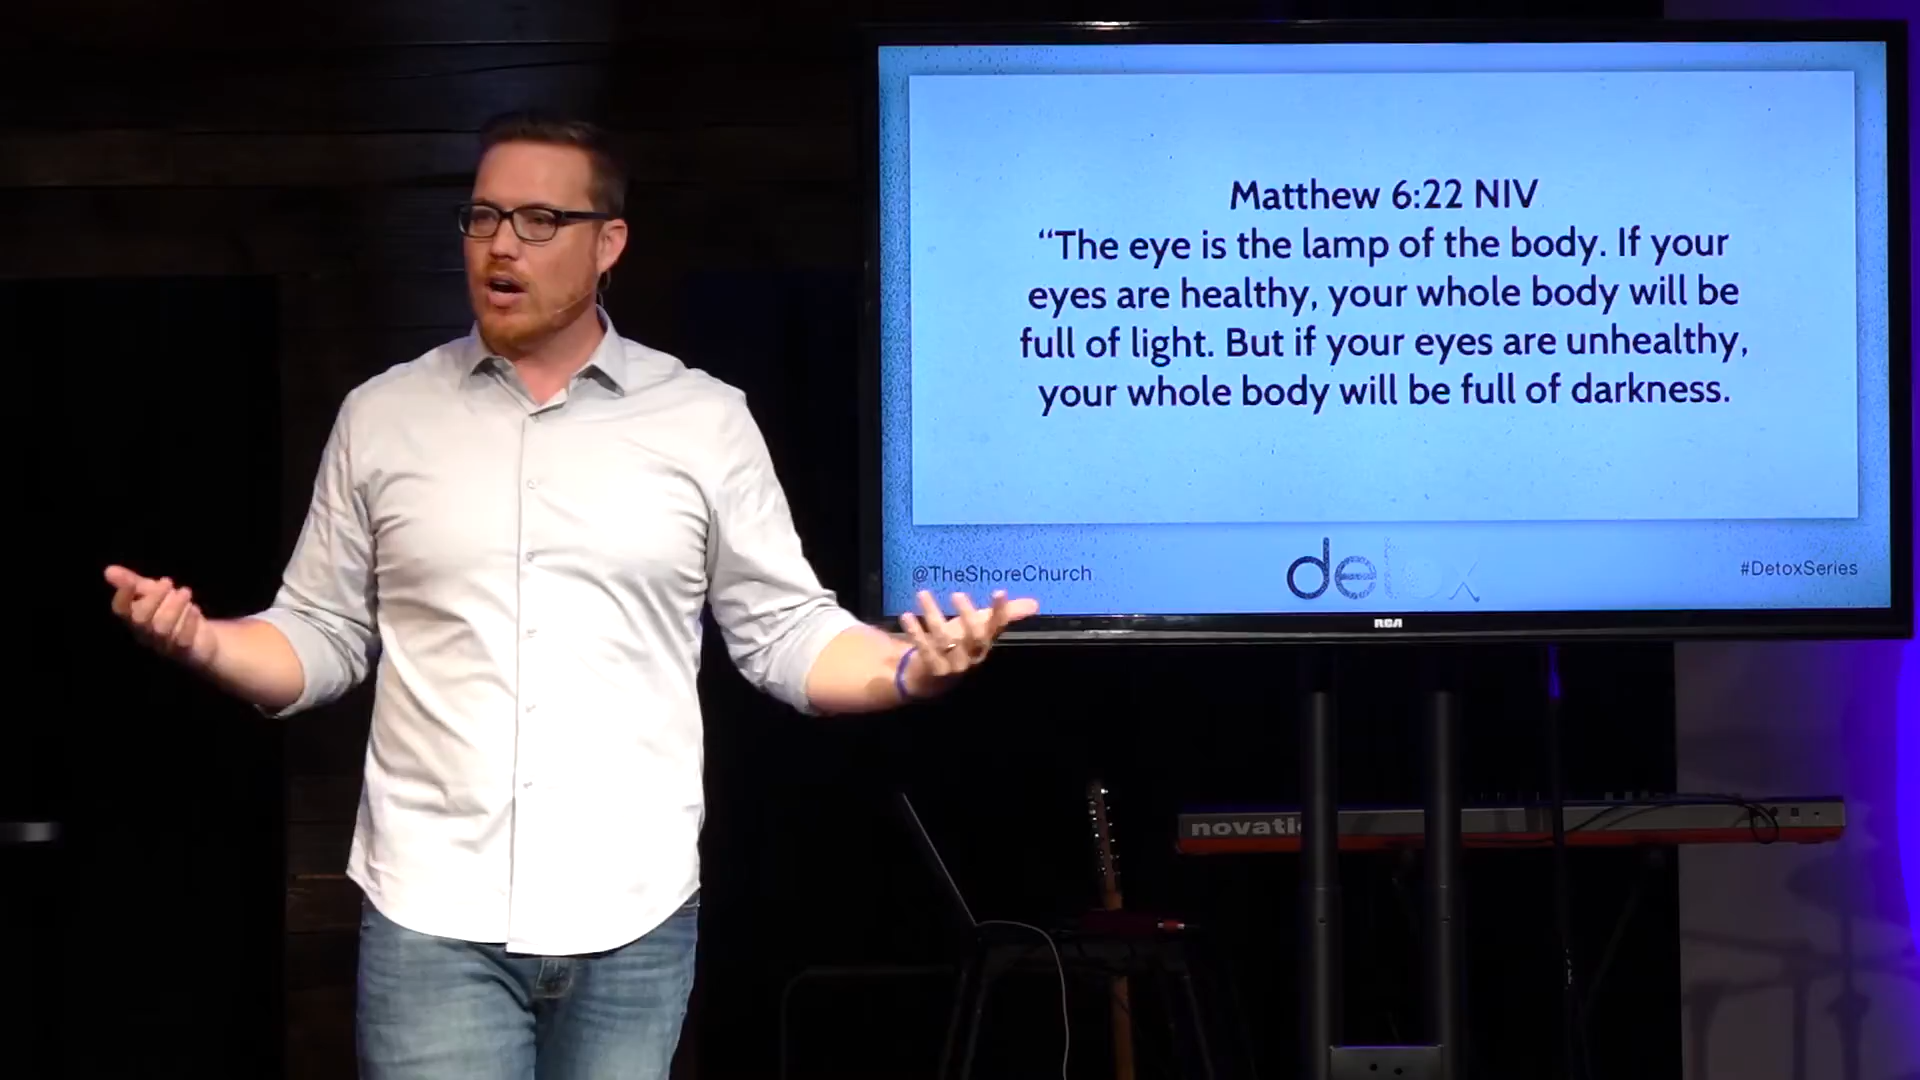 Matthew 6:22 NIV
“The eye is the lamp of the body. If your
eyes are healthy, your whole body will be
full of light. But if your eyes are unhealthy,
your whole body will be full of darkness.
@TheShoreChurch
detox
#DetoxSeries
RCA
novati